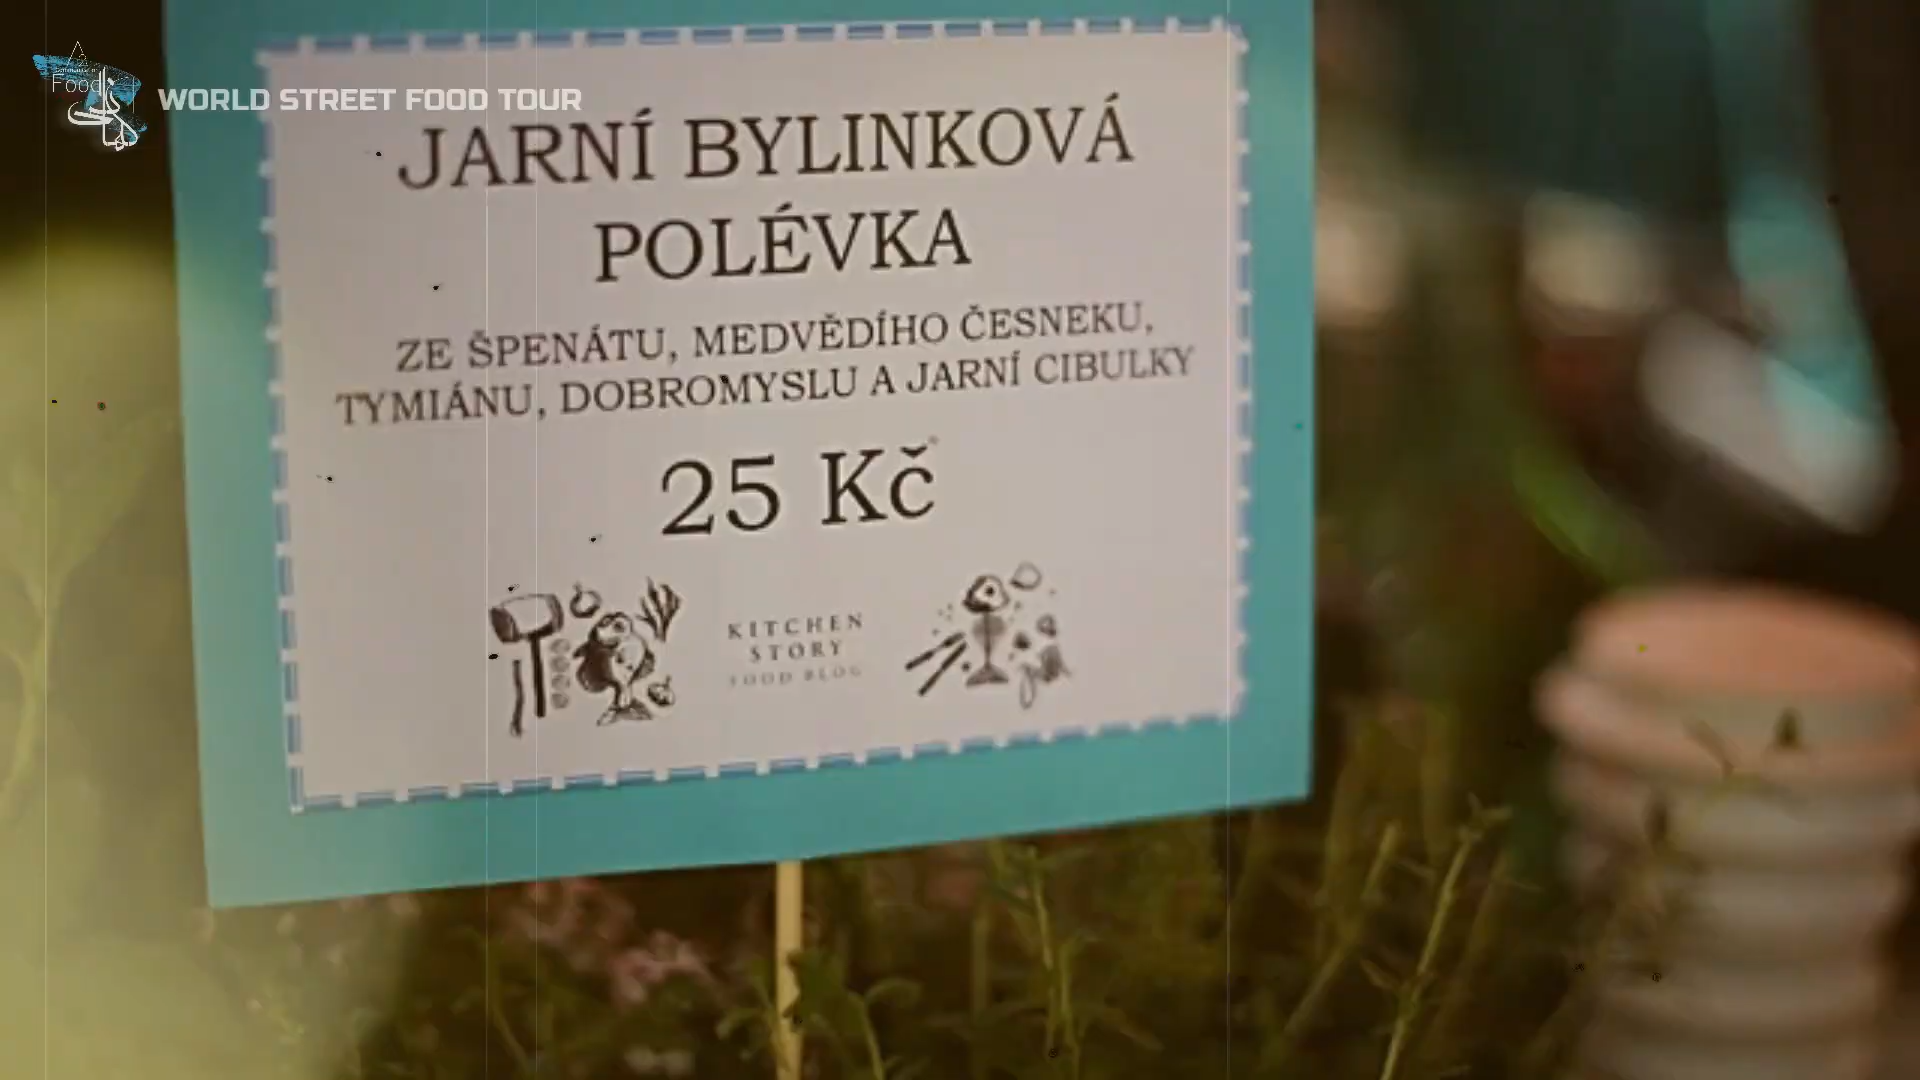 Food
WORLD STREET FOOD TOUR
JARNÍ BYLINKOVÁ
POLÉVKA
ZE ŠPENÁTU, MEDVĚDÍHO ČESNEKU,
TYMIÁNU, DOBROMYSLU A JARNÍ CIBULKY
25 Kč
KITCHEN
STORY
FOOD BLOG